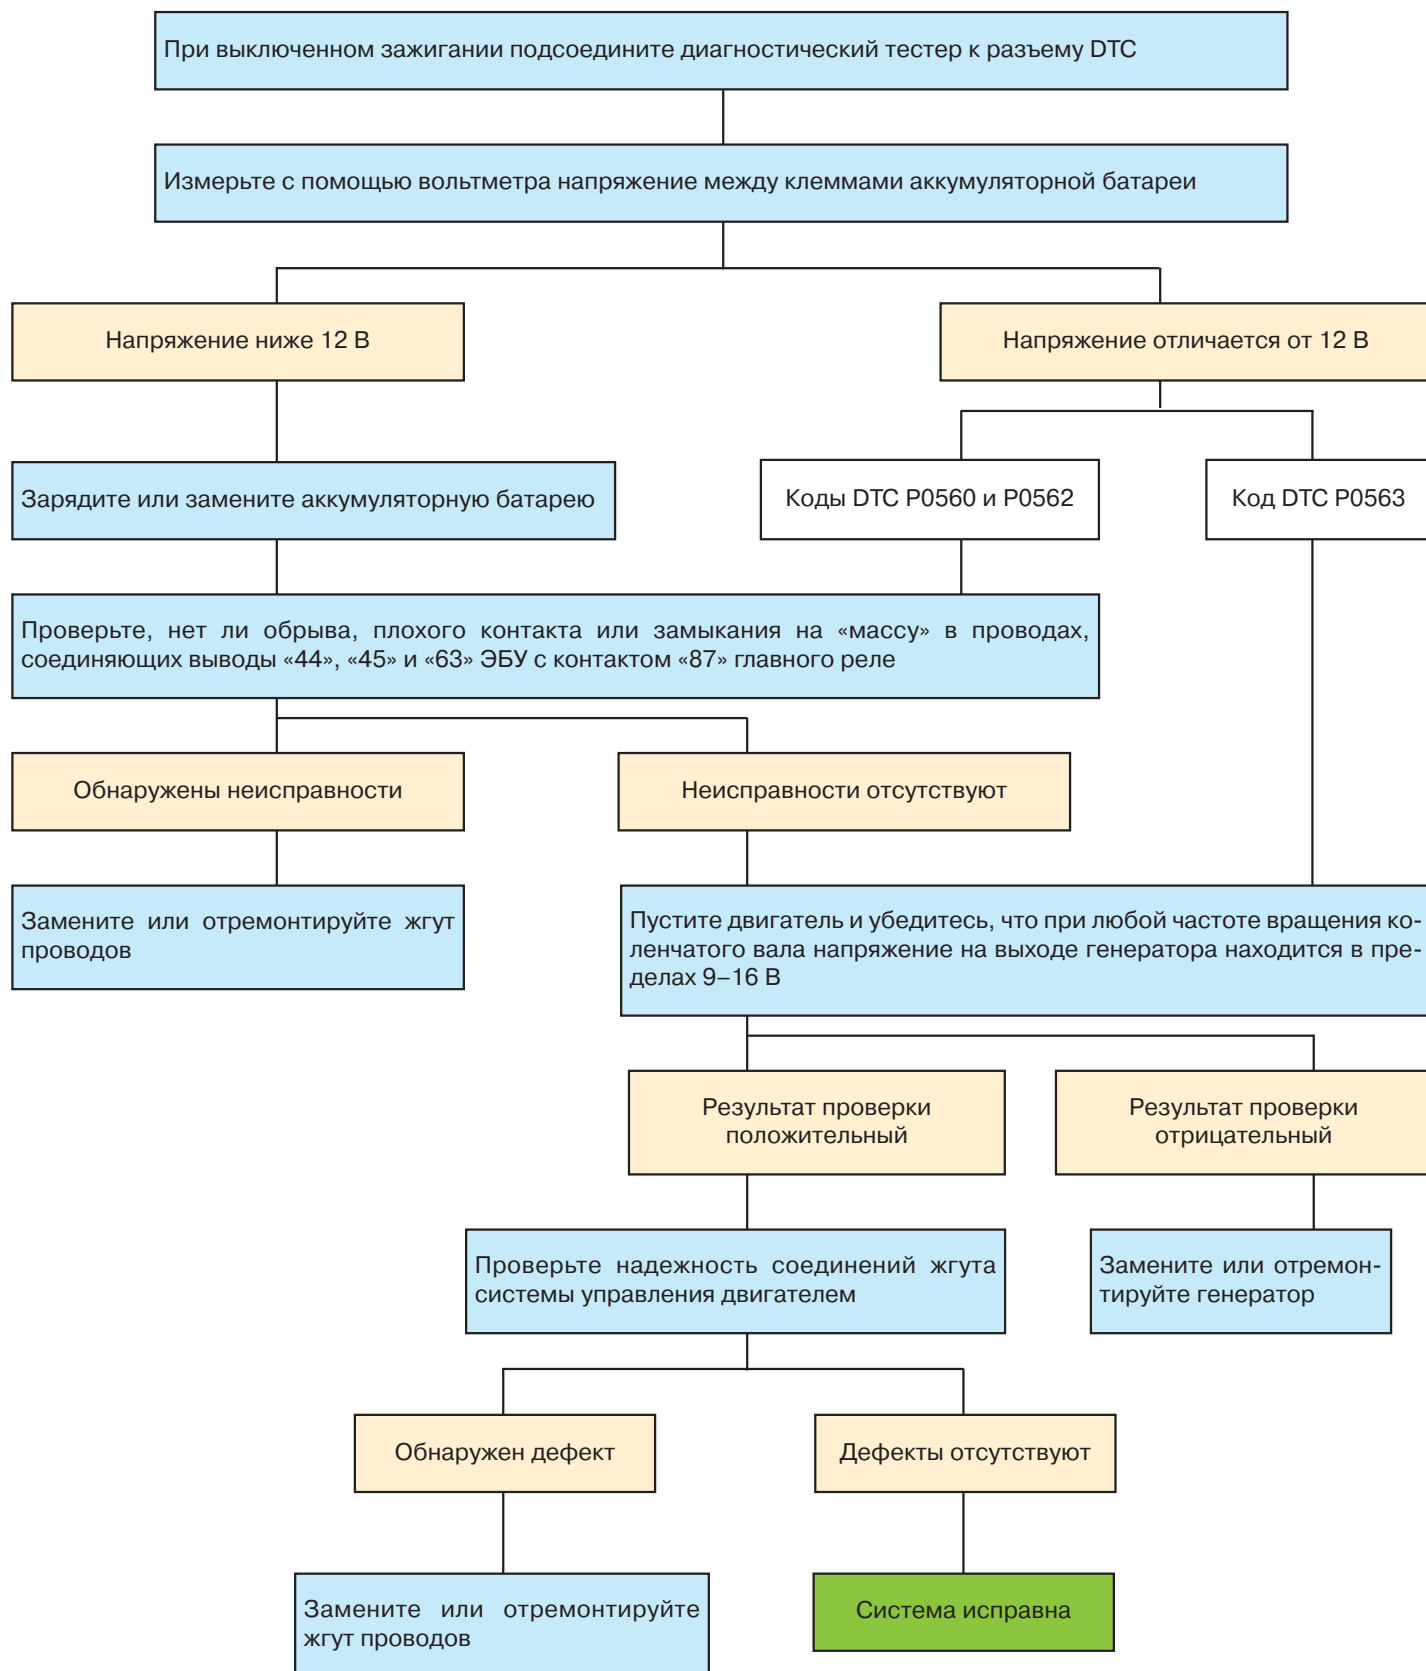 При выключенном зажигании подсоедините диагностический тестер к разъему DTC
Измерьте с помощью вольтметра напряжение между клеммами аккумуляторной батареи
Напряжение ниже 12 В
Напряжение отличается от 12 В
Зарядите или замените аккумуляторную батарею
Коды DTC P0560 и P0562
Код DTC P0563
Проверьте, нет ли обрыва, плохого контакта или замыкания на «массу» в проводах,
соединяющих выводы «44», «45» и «63» ЭБУ с контактом «87» главного реле
Обнаружены неисправности
Неисправности отсутствуют
Замените или отремонтируйте жгут
проводов
Пустите двигатель и убедитесь, что при любой частоте вращения ко-
ленчатого вала напряжение на выходе генератора находится в пре-
делах 9–16 В
Результат проверки
положительный
Результат проверки
отрицательный
Проверьте надежность соединений жгута
системы управления двигателем
Замените или отремон-
тируйте генератор
Обнаружен дефект
Дефекты отсутствуют
Замените или отремонтируйте
жгут проводов
Система исправна